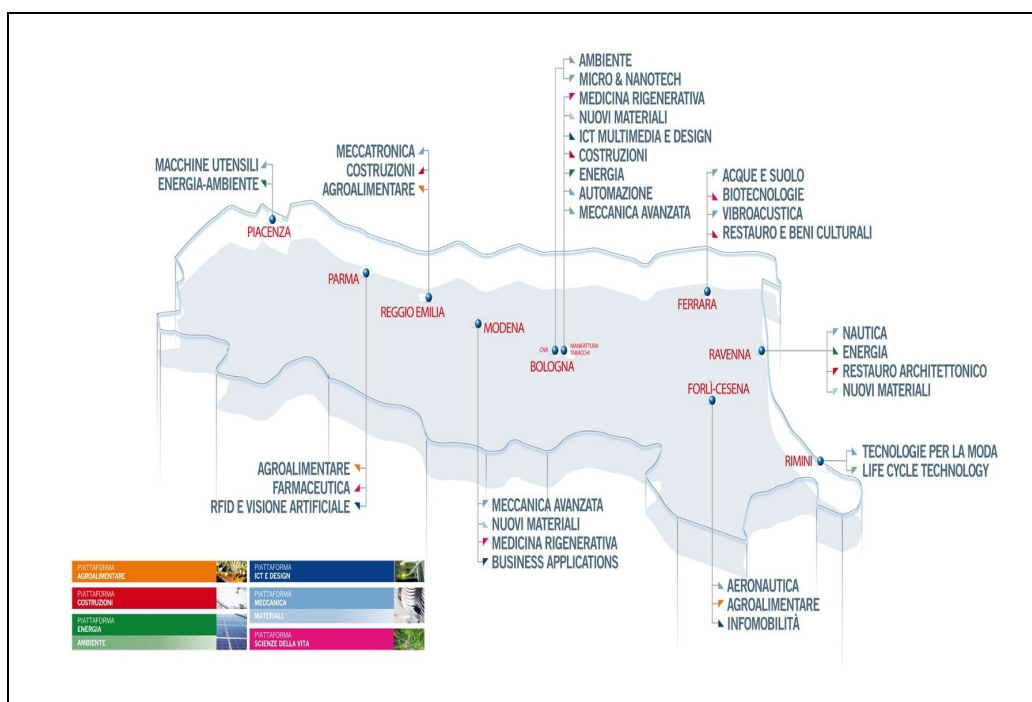 AMBIENTE
MICRO & NANOTECH
MEDICINA RIGENERATIVA
NUOVI MATERIALI
ICT MULTIMEDIA E DESIGN
COSTRUZIONI
ENERGIA
AUTOMAZIONE
MECCANICA AVANZATA
MECCATRONICA
COSTRUZIONI
AGROALIMENTARE
MACCHINE UTENSILI
ENERGIA-AMBIENTE
ACQUE E SUOLO
BIOTECNOLOGIE
VIBROACUSTICA
RESTAURO E BENI CULTURALI
PIACENZA
PARMA
REGGIO EMILIA
MODENA
CNR
MANIFATTURA
TABACCHI
BOLOGNA
FERRARA
RAVENNA
FORLÌ-CESENA
RIMINI
NAUTICA
ENERGIA
RESTAURO ARCHITETTONICO
NUOVI MATERIALI
TECNOLOGIE PER LA MODA
LIFE CYCLE TECHNOLOGY
AGROALIMENTARE
FARMACEUTICA
RFID E VISIONE ARTIFICIALE
MECCANICA AVANZATA
NUOVI MATERIALI
MEDICINA RIGENERATIVA
BUSINESS APPLICATIONS
AERONAUTICA
AGROALIMENTARE
INFOMOBILITÀ
PIATTAFORMA
AGROALIMENTARE
PIATTAFORMA
COSTRUZIONI
PIATTAFORMA
ENERGIA
AMBIENTE
PIATTAFORMA
ICT E DESIGN
PIATTAFORMA
MECCANICA
MATERIALI
PIATTAFORMA
SCIENZE DELLA VITA